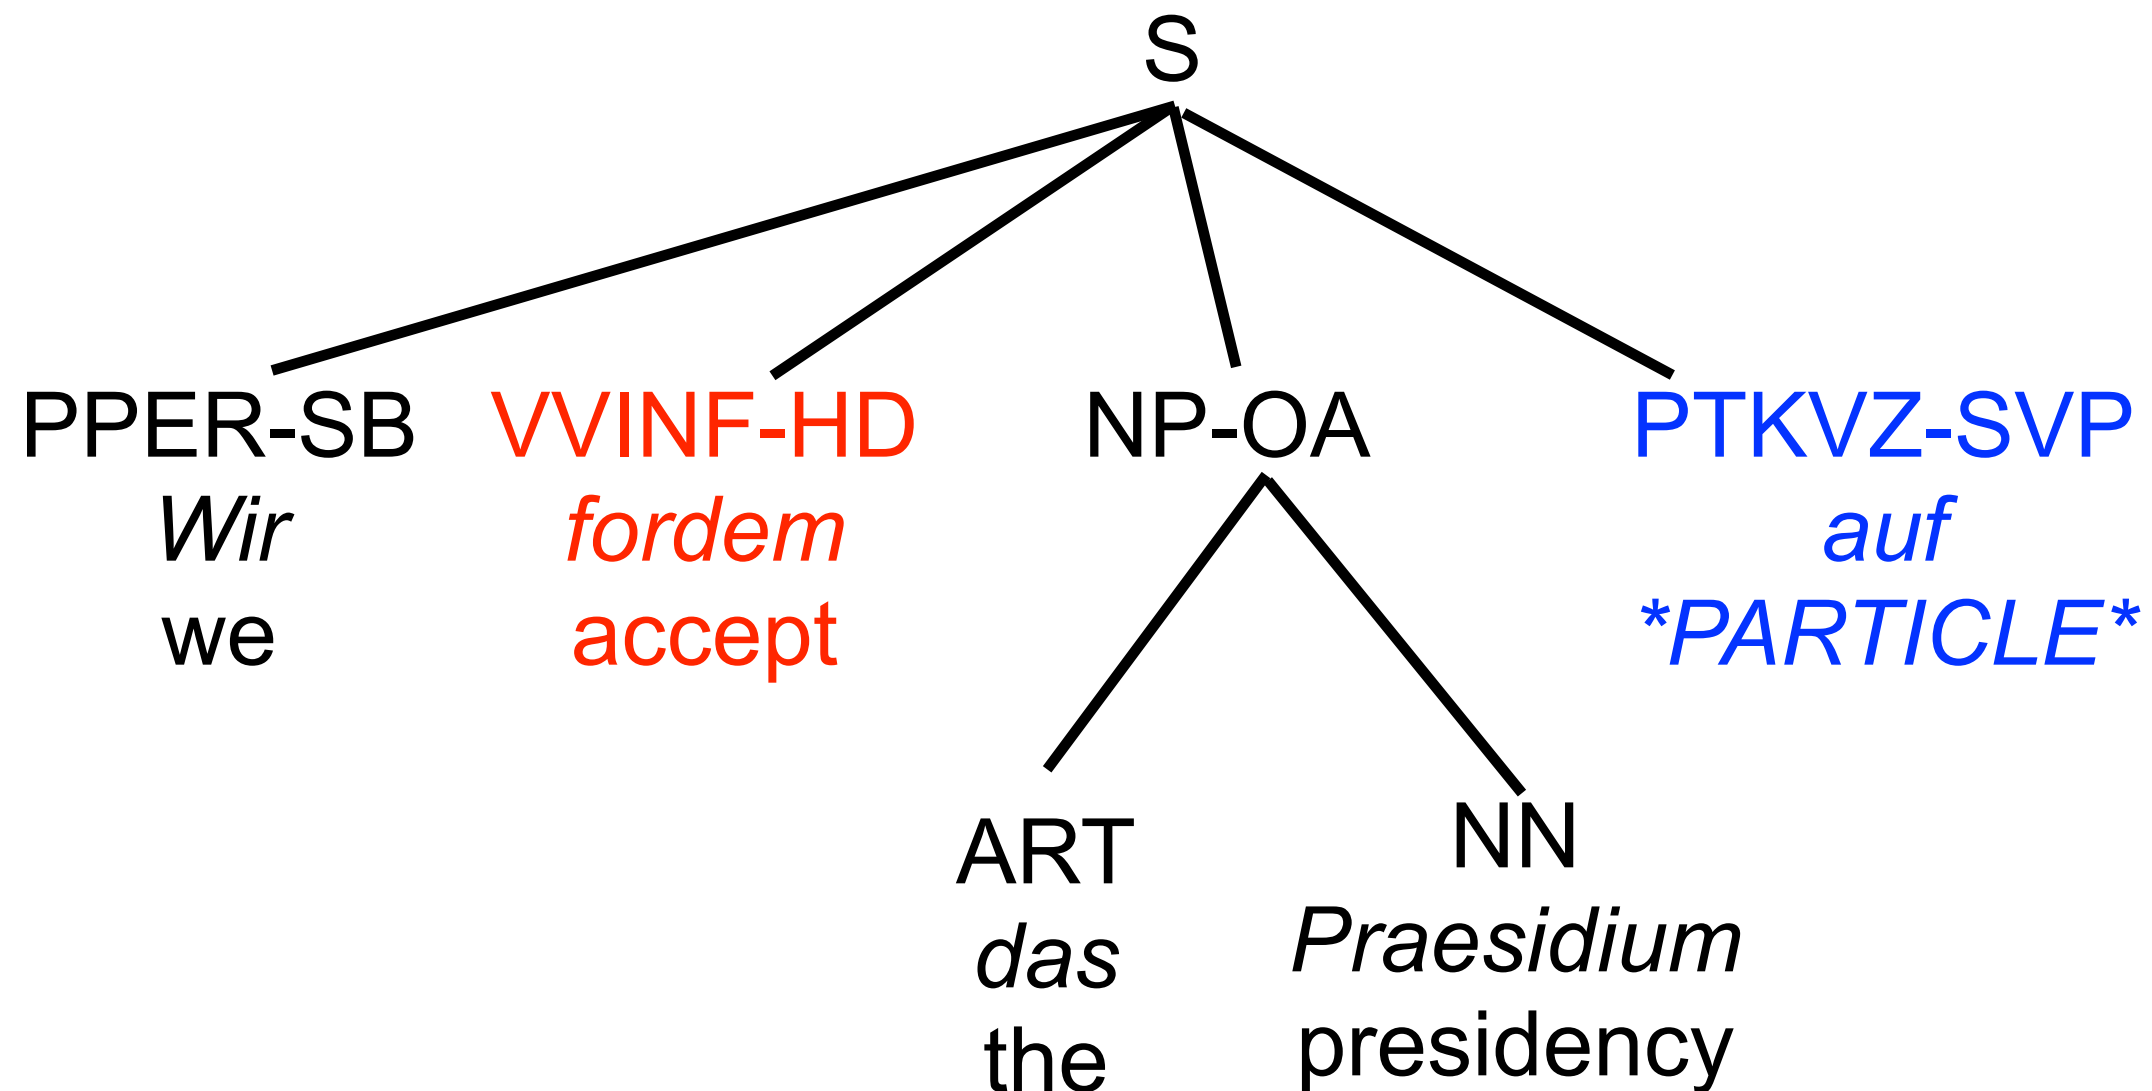 S
PPER-SB VVINF-HD NP-OA PTKVZ-SVP
Wir fordem auf
we accept *PARTICLE*
ART NN
das Praesidium
the presidency